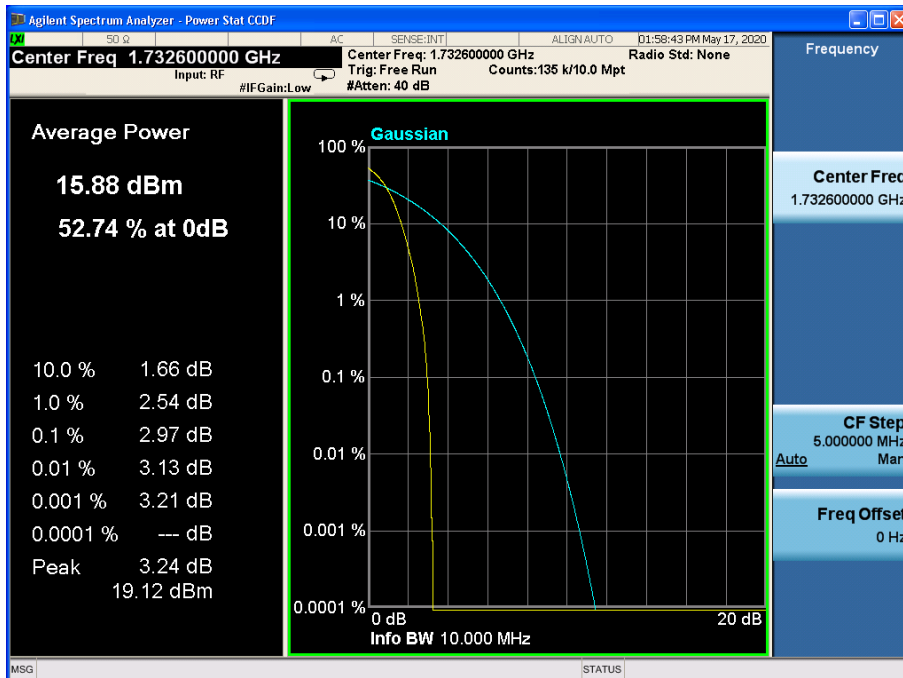 Agilent Spectrum Analyzer - Power Stat CCDF
LXI 50 Ω AC SENSE:INT ALIGN AUTO 01:58:43 PM May 17, 2020
Center Freq 1.732600000 GHz
Input: RF
#IFGain:Low
Center Freq: 1.732600000 GHz Radio Std: None
Trig: Free Run Counts:135 k/10.0 Mpt
#Atten: 40 dB
Average Power
15.88 dBm
52.74 % at 0dB
10.0 % 1.66 dB
1.0 % 2.54 dB
0.1 % 2.97 dB
0.01 % 3.13 dB
0.001 % 3.21 dB
0.0001 % --- dB
Peak 3.24 dB
19.12 dBm
Gaussian
100 %
10 %
1 %
0.1 %
0.01 %
0.001 %
0.0001 %
0 dB 20 dB
Info BW 10.000 MHz
Frequency
Center Freq
1.732600000 GHz
CF Step
5.000000 MHz
Auto Man
Freq Offset
0 Hz
MSG STATUS